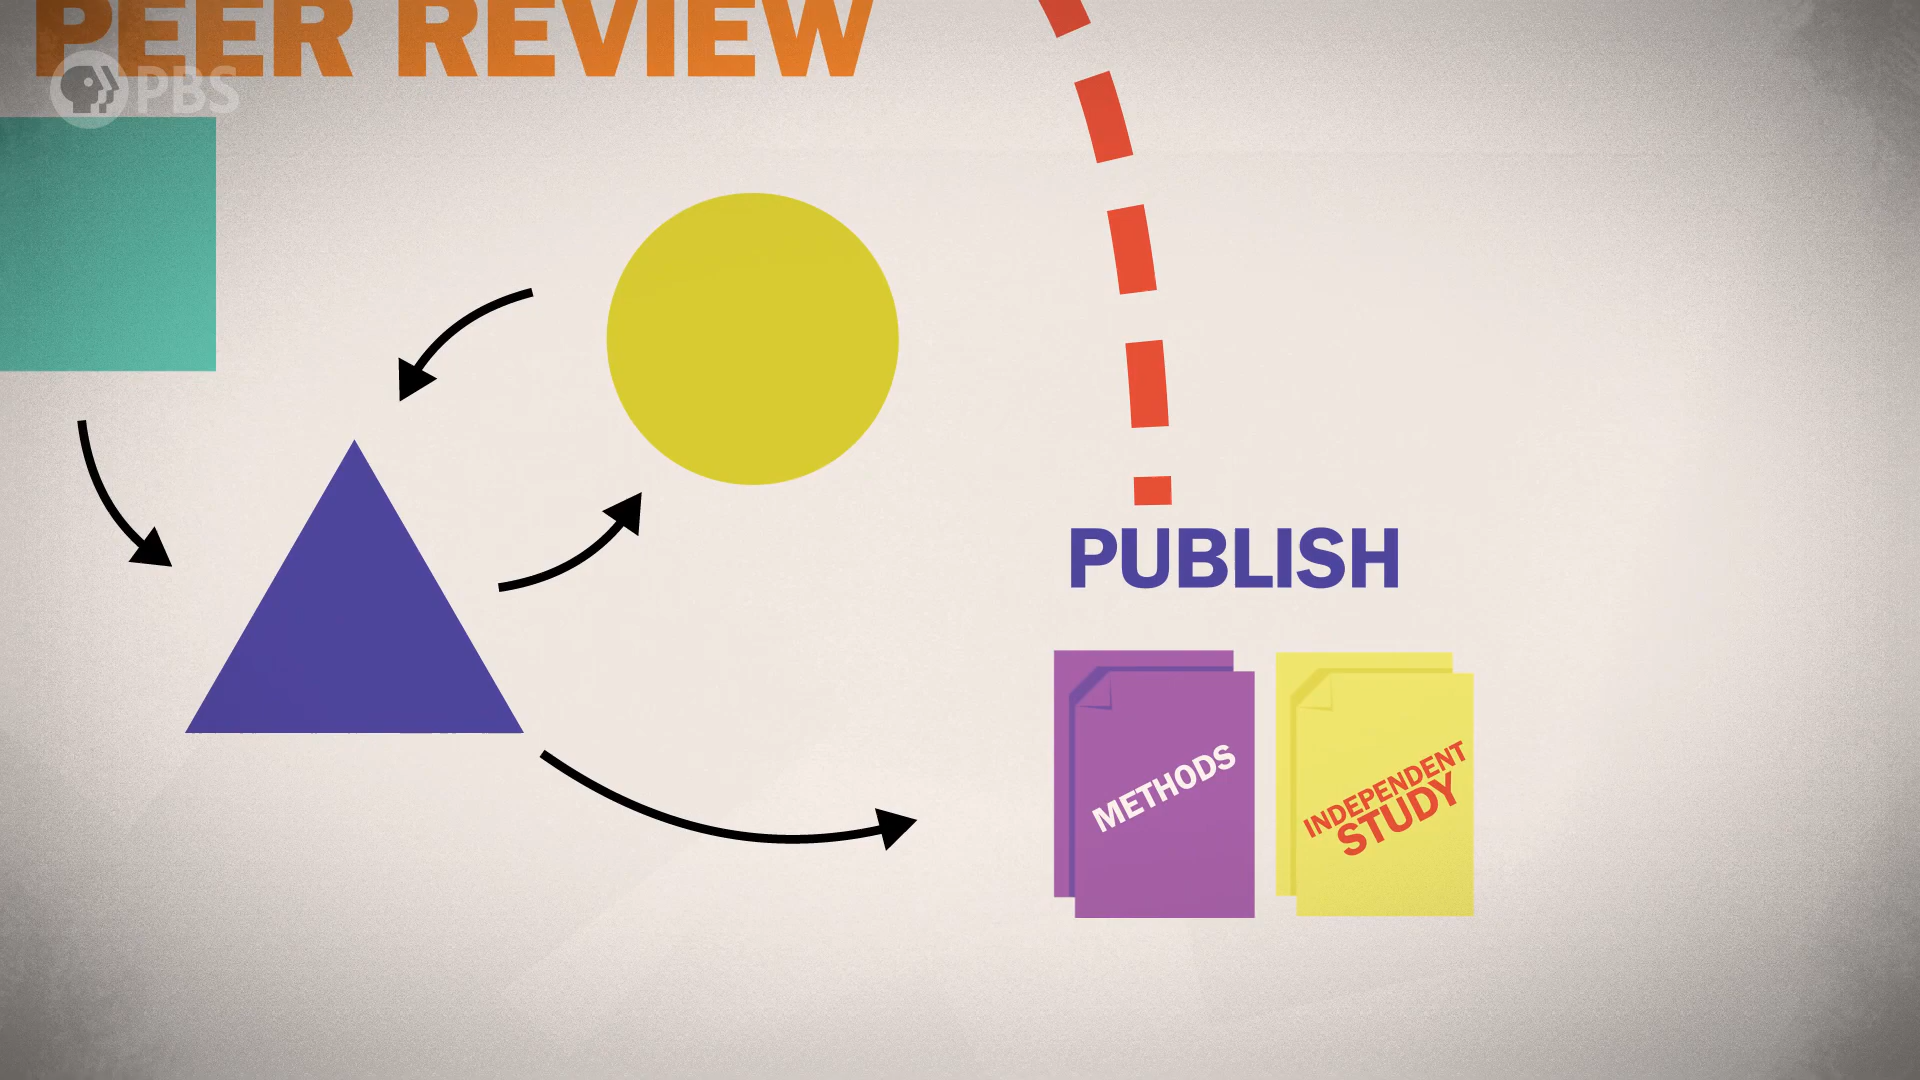 PEER REVIEW
PBS
PUBLISH
METHODS
INDEPENDENT
STUDY